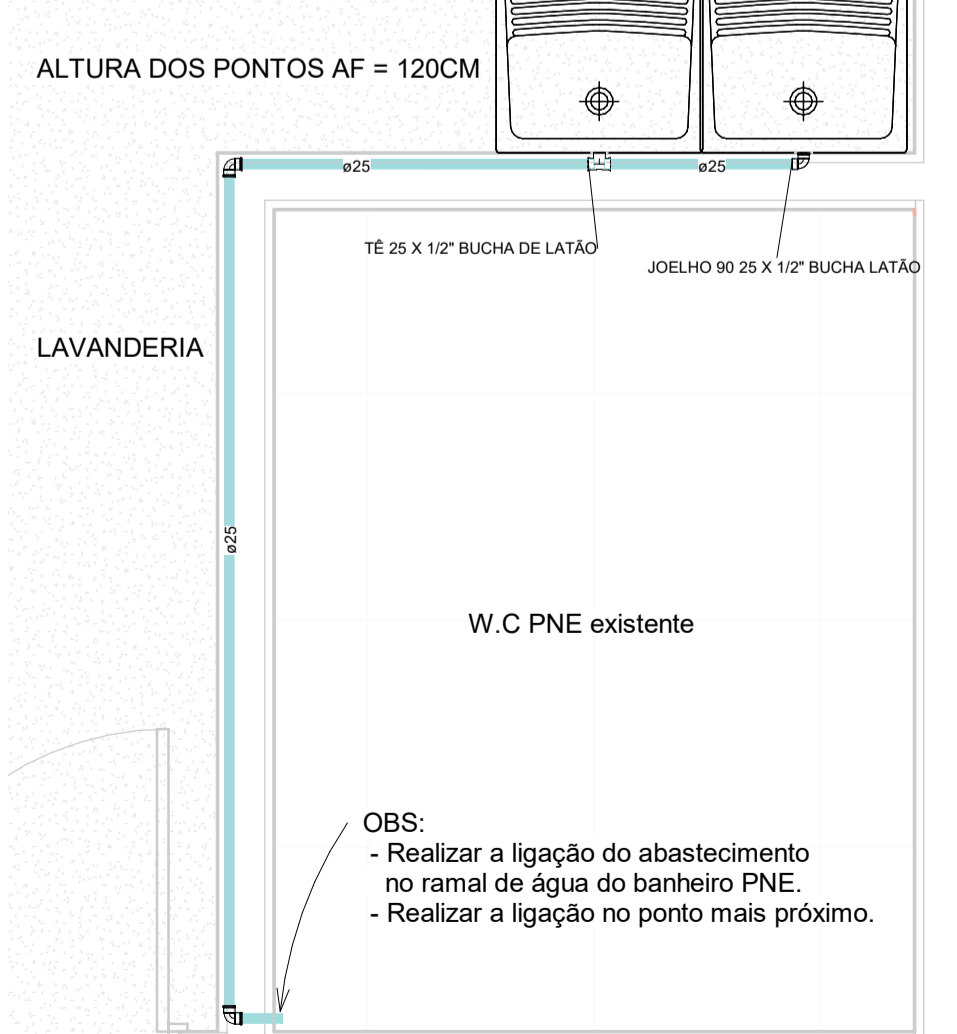 ALTURA DOS PONTOS AF = 120CM
ø25
ø25
TÊ 25 X 1/2" BUCHA DE LATÃO
JOELHO 90 25 X 1/2" BUCHA LATÃO
LAVANDERIA
ø25
W.C PNE existente
OBS:
- Realizar a ligação do abastecimento
no ramal de água do banheiro PNE.
- Realizar a ligação no ponto mais próximo.